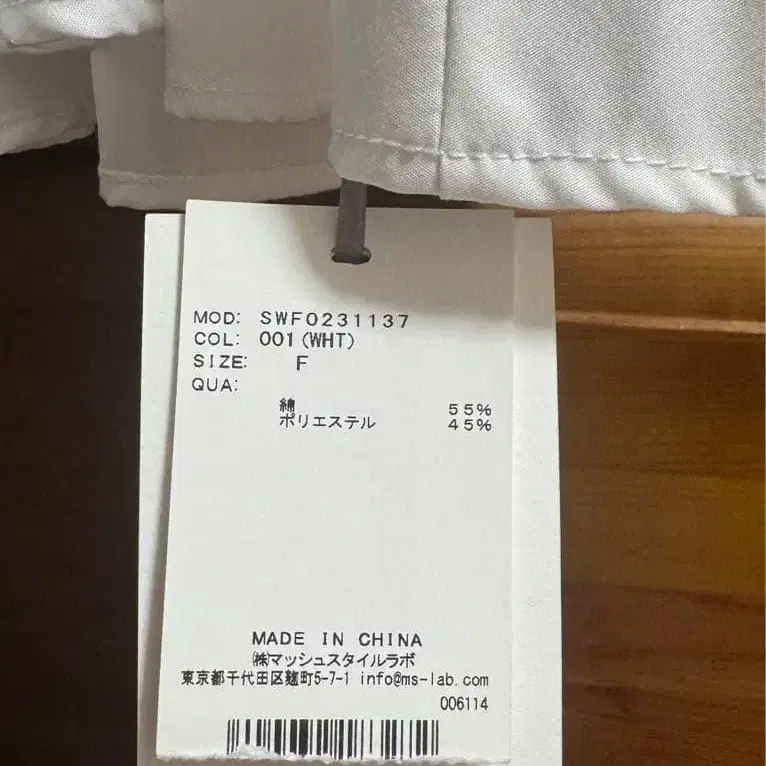 MOD: SWF0231137
COL: 001(WHT)
SIZE: F
QUA:
綿 55%
ポリエステル 45%
MADE IN CHINA
㈱マッシュスタイルラボ
東京都千代田区麹町5-7-1 info@ms-lab.com
006114